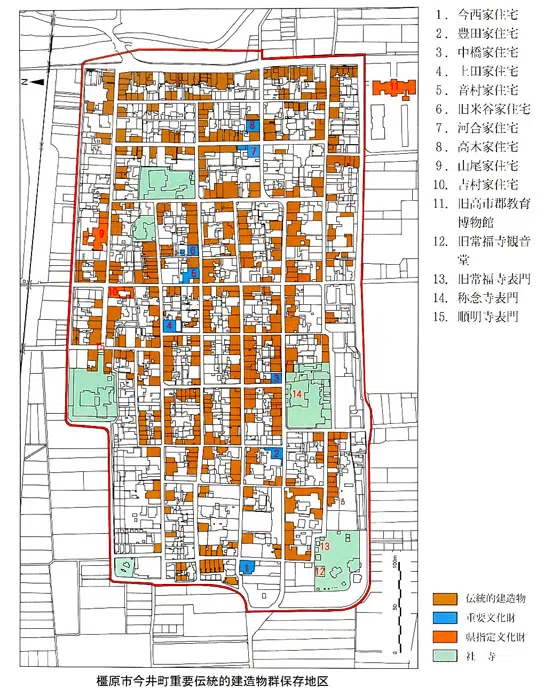 1. 今西家住宅
2. 豊田家住宅
3. 中橋家住宅
4. 上田家住宅
5. 音村家住宅
6. 旧米谷家住宅
7. 河合家住宅
8. 高木家住宅
9. 山尾家住宅
10. 吉村家住宅
11. 旧高市郡教育
博物館
12. 旧常福寺観音
堂
13. 旧常福寺表門
14. 称念寺表門
15. 順明寺表門
N
11
8
7
9
6
5
10
4
15
3
14
2
13
12
1
100m
50
0
伝統的建造物
重要文化財
県指定文化財
社 寺
橿原市今井町重要伝統的建造物群保存地区